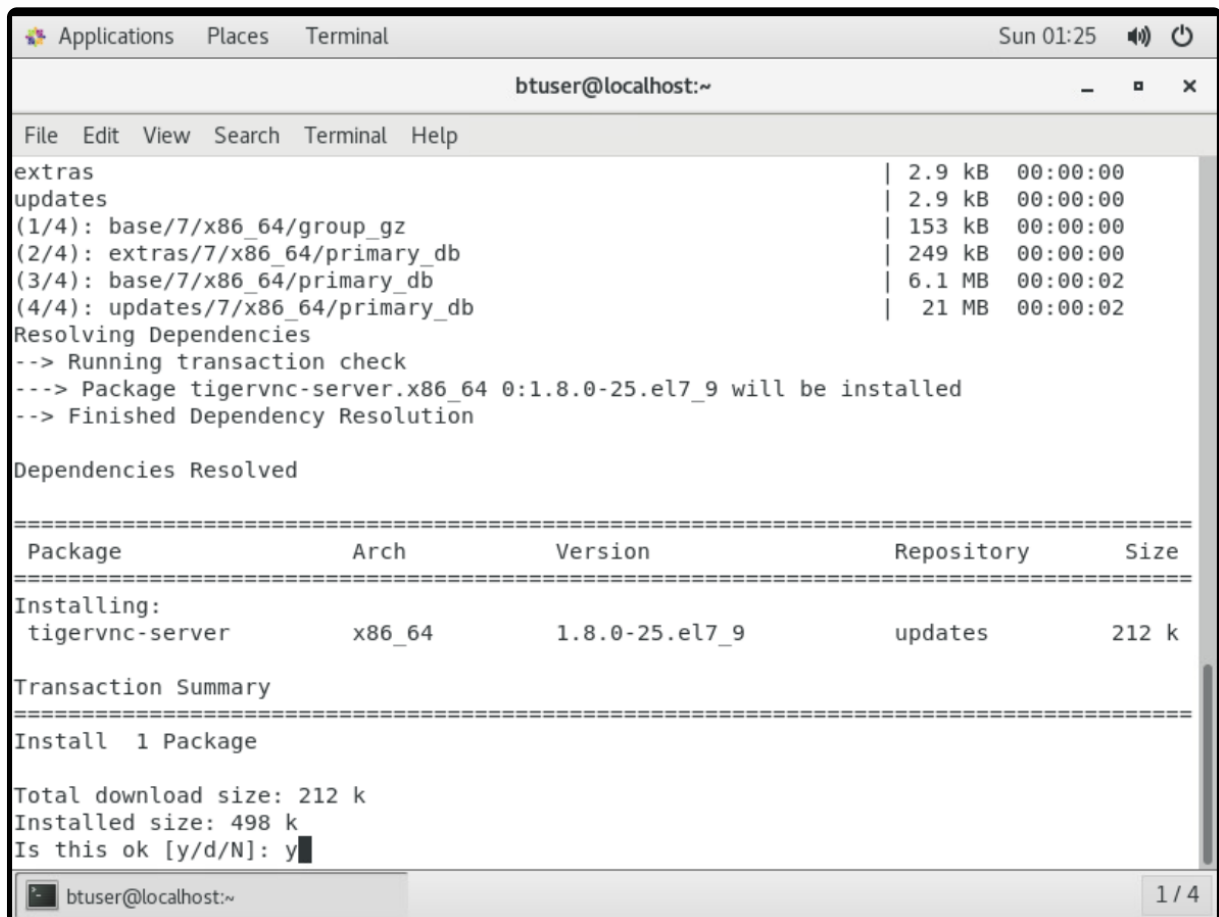 Applications Places Terminal Sun 01:25
btuser@localhost:~
File Edit View Search Terminal Help
extras | 2.9 kB 00:00:00
updates | 2.9 kB 00:00:00
(1/4): base/7/x86_64/group_gz | 153 kB 00:00:00
(2/4): extras/7/x86_64/primary_db | 249 kB 00:00:00
(3/4): base/7/x86_64/primary_db | 6.1 MB 00:00:02
(4/4): updates/7/x86_64/primary_db | 21 MB 00:00:02
Resolving Dependencies
--> Running transaction check
---> Package tigervnc-server.x86_64 0:1.8.0-25.el7_9 will be installed
--> Finished Dependency Resolution
Dependencies Resolved
================================================================================
Package Arch Version Repository Size
================================================================================
Installing:
tigervnc-server x86_64 1.8.0-25.el7_9 updates 212 k
Transaction Summary
================================================================================
Install 1 Package
Total download size: 212 k
Installed size: 498 k
Is this ok [y/d/N]: y
btuser@localhost:~ 1 / 4